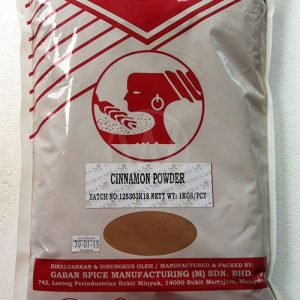 CINNAMON POWDER
BATCH NO:125303K18 NETT WT: 1KGS/PCT
30-01-15
DIKELUARKAN & DIBUNGKUS OLEH / MANUFACTURED & PACKED BY:
GABAN SPICE MANUFACTURING (M) SDN. BHD.
742, Lorong Perindustrian Bukit Minyak, 14000 Bukit Mertajam, Malaysia